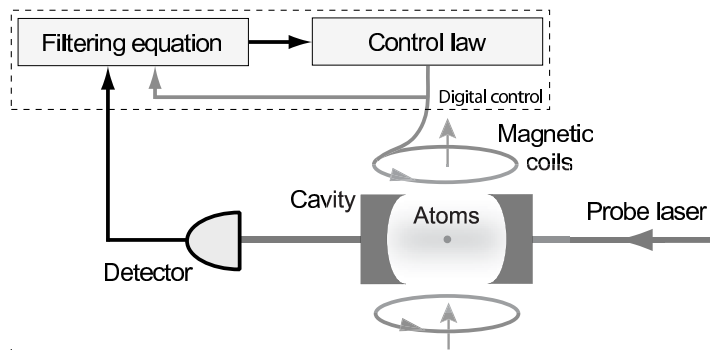 Filtering equation
Control law
Digital control
Magnetic
coils
Cavity
Atoms
Probe laser
Detector